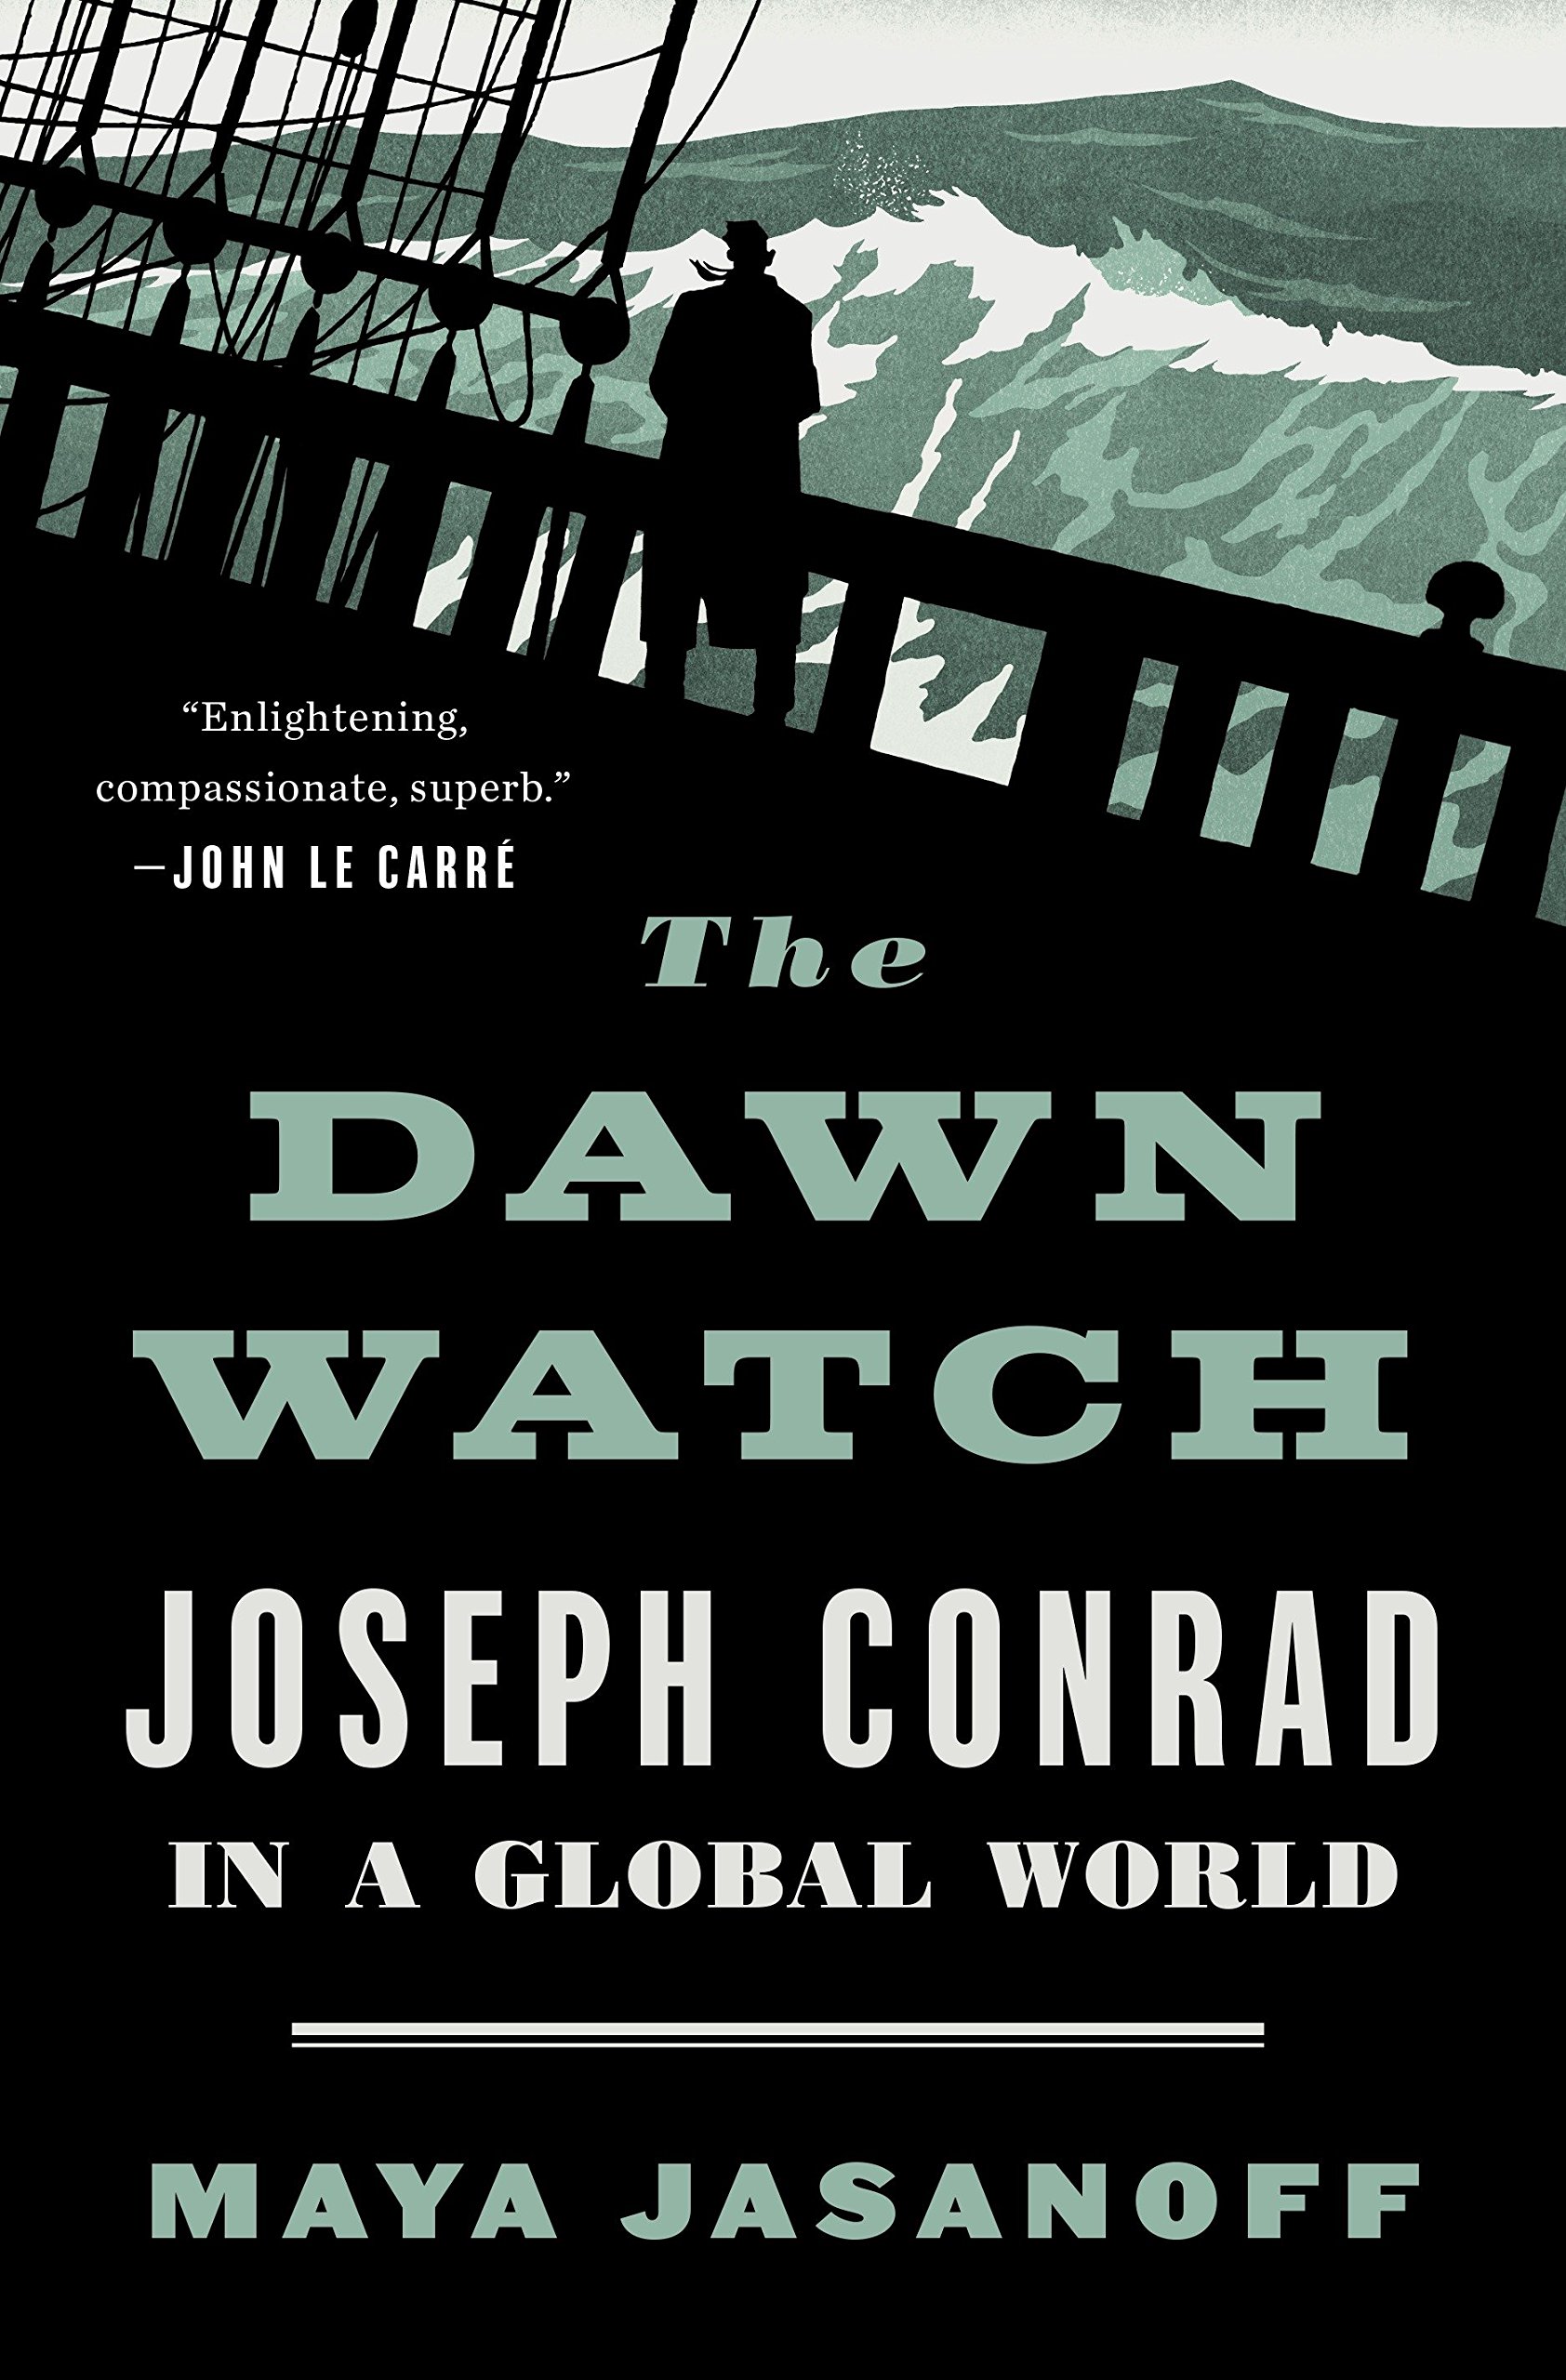 “Enlightening,
compassionate, superb.”
—JOHN LE CARRÉ
The
DAWN
WATCH
JOSEPH CONRAD
IN A GLOBAL WORLD
MAYA JASANOFF